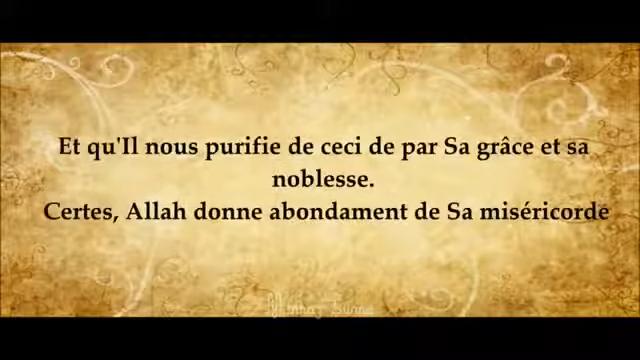 Et qu'Il nous purifie de ceci de par Sa grâce et sa
noblesse.
Certes, Allah donne abondament de Sa miséricorde